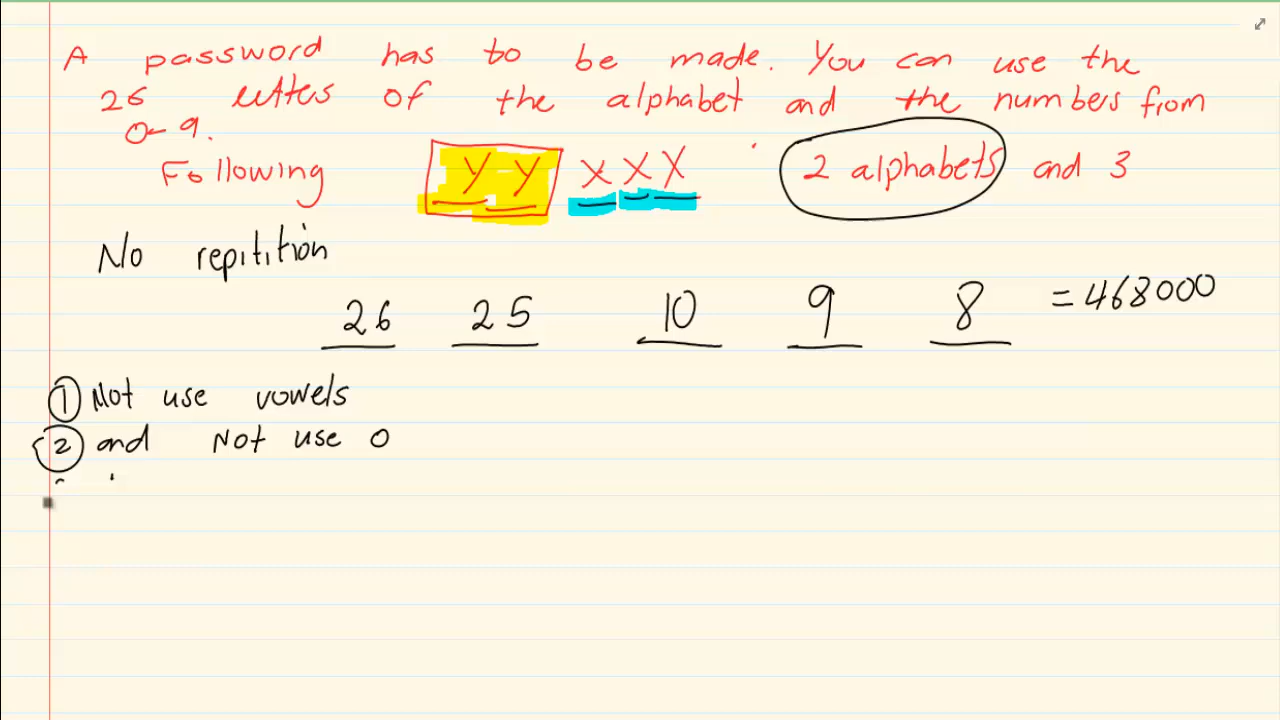 A password has to be made. You can use the
26 letters of the alphabet and the numbers from
0-9.
Following YY XXX 2 alphabets and 3
No repitition
26 25 10 9 8 = 468000
1 Not use vowels
2 and Not use 0